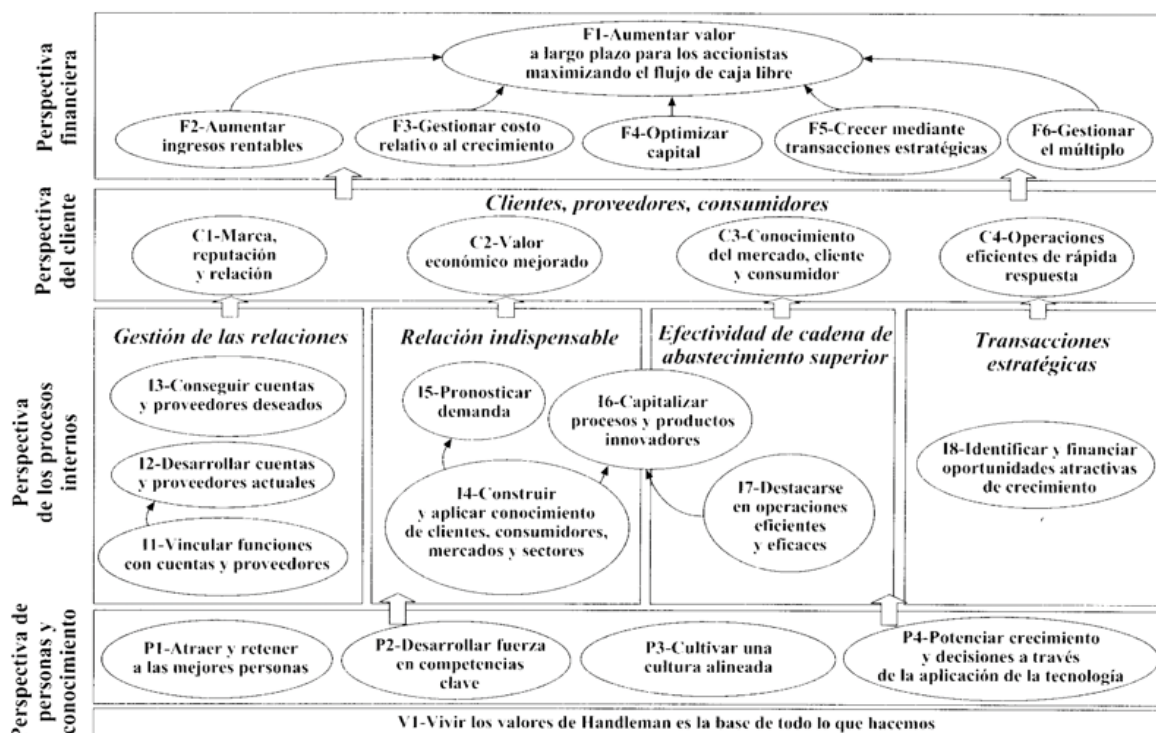 Perspectiva
financiera
F1-Aumentar valor
a largo plazo para los accionistas
maximizando el flujo de caja libre
F2-Aumentar
ingresos rentables
F3-Gestionar costo
relativo al crecimiento
F4-Optimizar
capital
F5-Crecer mediante
transacciones estratégicas
F6-Gestionar
el múltiplo
Perspectiva
del cliente
Clientes, proveedores, consumidores
C1-Marca,
reputación
y relación
C2-Valor
económico mejorado
C3-Conocimiento
del mercado, cliente
y consumidor
C4-Operaciones
eficientes de rápida
respuesta
Perspectiva
de los procesos
internos
Gestión de las relaciones
I3-Conseguir cuentas
y proveedores deseados
I2-Desarrollar cuentas
y proveedores actuales
I1-Vincular funciones
con cuentas y proveedores
Relación indispensable
I5-Pronosticar
demanda
I6-Capitalizar
procesos y productos
innovadores
I4-Construir
y aplicar conocimiento
de clientes, consumidores,
mercados y sectores
Efectividad de cadena de
abastecimiento superior
I7-Destacarse
en operaciones
eficientes
y eficaces
Transacciones
estratégicas
I8-Identificar y financiar
oportunidades atractivas
de crecimiento
Perspectiva de
personas y
conocimiento
P1-Atraer y retener
a las mejores personas
P2-Desarrollar fuerza
en competencias
clave
P3-Cultivar una
cultura alineada
P4-Potenciar crecimiento
y decisiones a través
de la aplicación de la tecnología
V1-Vivir los valores de Handleman es la base de todo lo que hacemos